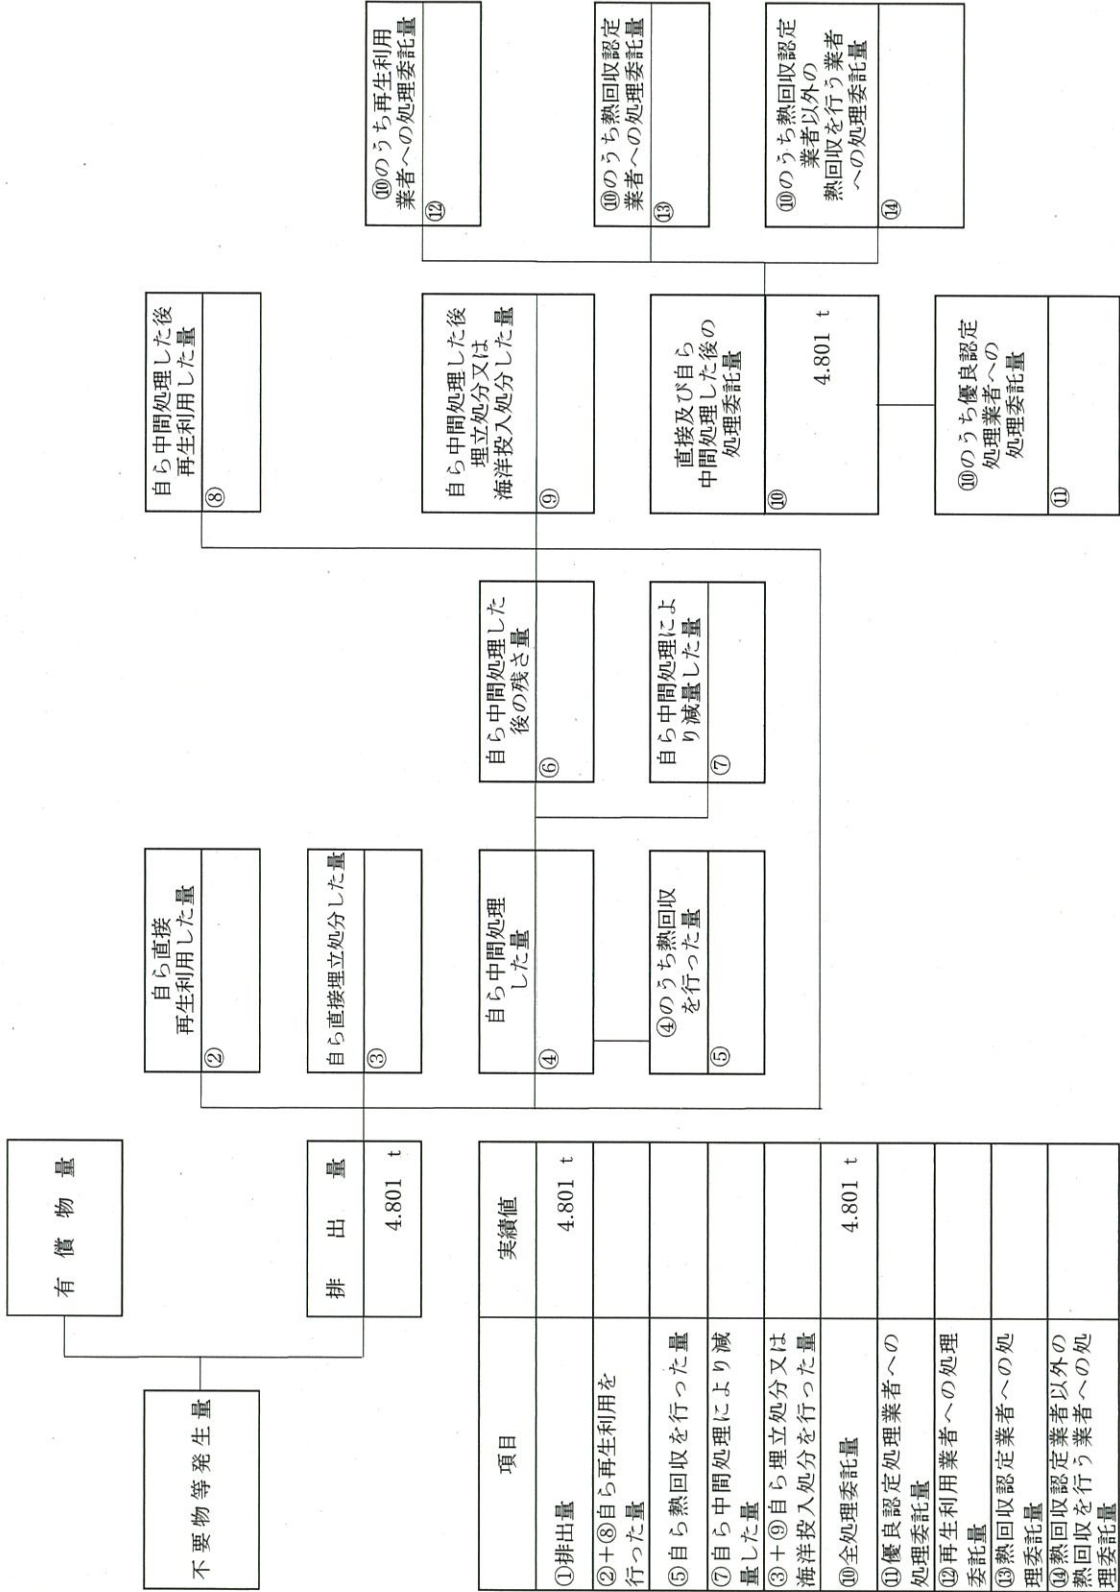 不要物等発生量
有償物量
排出量
4.801 t
自ら直接
再生利用した量
②
自ら直接埋立処分した量
③
自ら中間処理
した量
④
④のうち熱回収
を行った量
⑤
自ら中間処理した
後の残さ量
⑥
自ら中間処理によ
り減量した量
⑦
自ら中間処理した後
再生利用した量
⑧
自ら中間処理した後
埋立処分又は
海洋投入処分した量
⑨
直接及び自ら
中間処理した後の
処理委託量
⑩
4.801 t
⑩のうち優良認定
処理業者への
処理委託量
⑪
⑩のうち再生利用
業者への処理委託量
⑫
⑩のうち熱回収認定
業者への処理委託量
⑬
⑩のうち熱回収認定
業者以外の
熱回収を行う業者
への処理委託量
⑭
項目
実績値
①排出量
4.801 t
②+⑧自ら再生利用を
行った量
⑤自ら熱回収を行った量
⑦自ら中間処理により減
量した量
③+⑨自ら埋立処分又は
海洋投入処分を行った量
⑩全処理委託量
4.801 t
⑪優良認定処理業者への
処理委託量
⑫再生利用業者への処理
委託量
⑬熱回収認定業者への処
理委託量
⑭熱回収認定業者以外の
熱回収を行う業者への処
理委託量